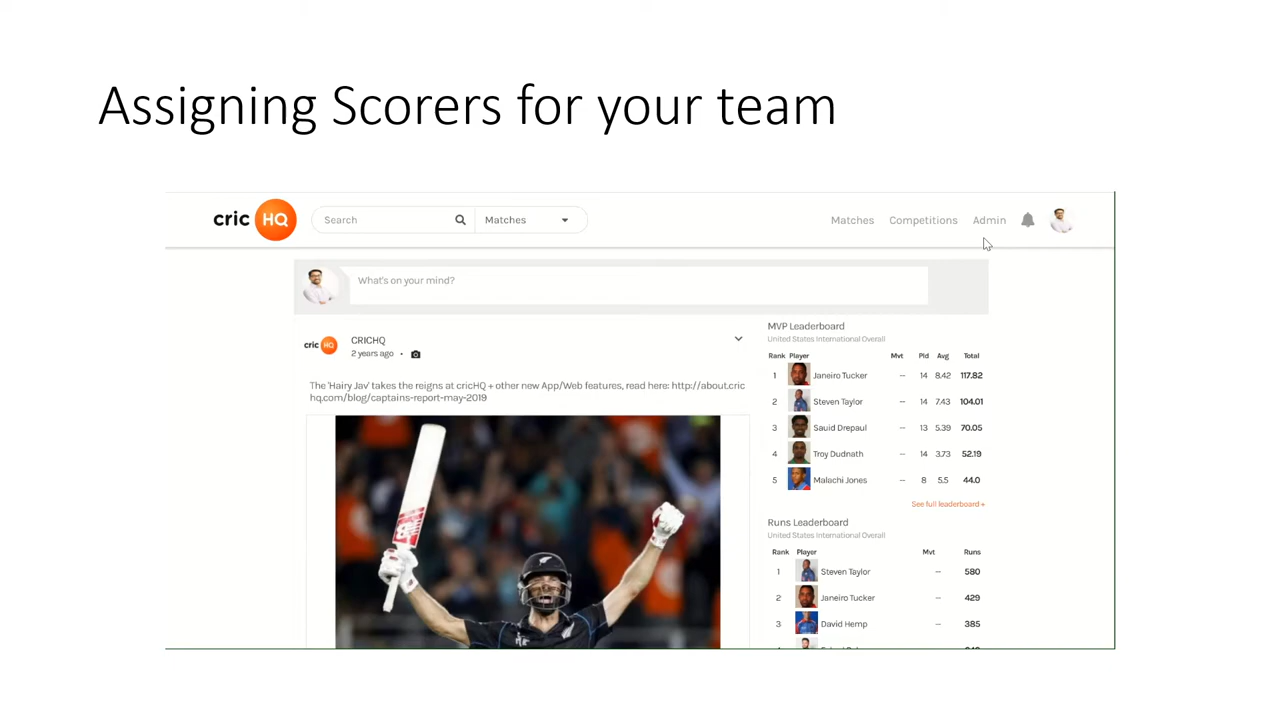 Assigning Scorers for your team
cric HQ
Search
Matches
Matches Competitions Admin
What's on your mind?
cric HQ
CRICHQ
2 years ago •
The 'Hairy Jav' takes the reigns at cricHQ + other new App/Web features, read here: http://about.cric
hq.com/blog/captains-report-may-2019
MVP Leaderboard
United States International Overall
Rank Player Mvt Pld Avg Total
1 Janeiro Tucker -- 14 8.42 117.82
2 Steven Taylor -- 14 7.43 104.01
3 Sauid Drepaul -- 13 5.39 70.05
4 Troy Dudnath -- 14 3.73 52.19
5 Malachi Jones -- 8 5.5 44.0
See full leaderboard +
Runs Leaderboard
United States International Overall
Rank Player Mvt Runs
1 Steven Taylor -- 580
2 Janeiro Tucker -- 429
3 David Hemp -- 385